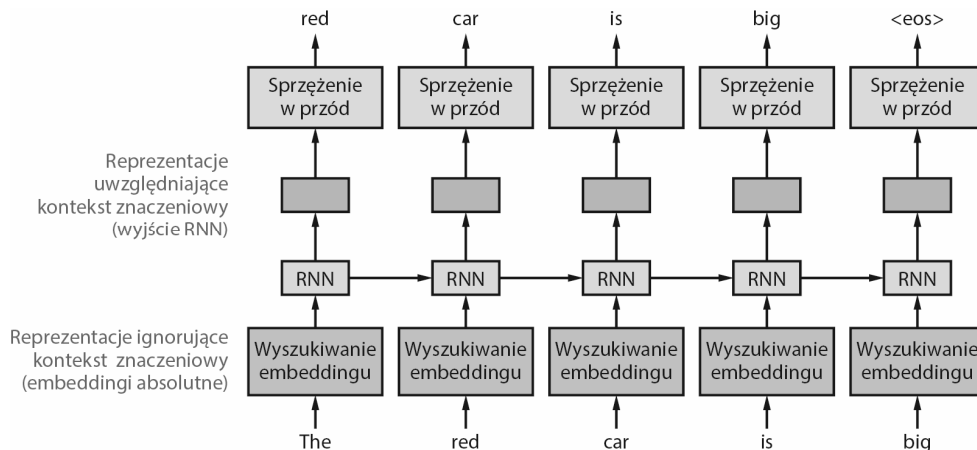 red car is big <eos>
Sprzężenie w przód
Sprzężenie w przód
Sprzężenie w przód
Sprzężenie w przód
Sprzężenie w przód
Reprezentacje
uwzględniające
kontekst znaczeniowy
(wyjście RNN)
RNN RNN RNN RNN RNN
Reprezentacje ignorujące
kontekst znaczeniowy
(embeddingi absolutne)
Wyszukiwanie embeddingu
Wyszukiwanie embeddingu
Wyszukiwanie embeddingu
Wyszukiwanie embeddingu
Wyszukiwanie embeddingu
The red car is big